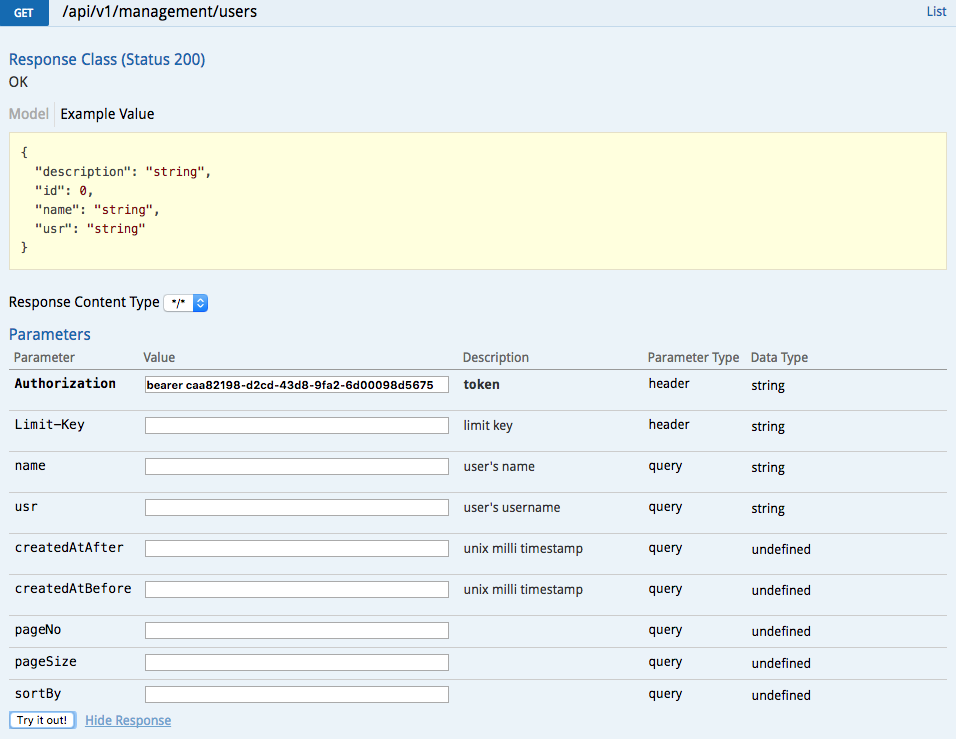 GET /api/v1/management/users List
Response Class (Status 200)
OK
Model Example Value
{
"description": "string",
"id": 0,
"name": "string",
"usr": "string"
}
Response Content Type */*
Parameters
Parameter Value Description Parameter Type Data Type
Authorization bearer caa82198-d2cd-43d8-9fa2-6d00098d5675 token header string
Limit-Key limit key header string
name user's name query string
usr user's username query string
createdAtAfter unix milli timestamp query undefined
createdAtBefore unix milli timestamp query undefined
pageNo query undefined
pageSize query undefined
sortBy query undefined
Try it out! Hide Response